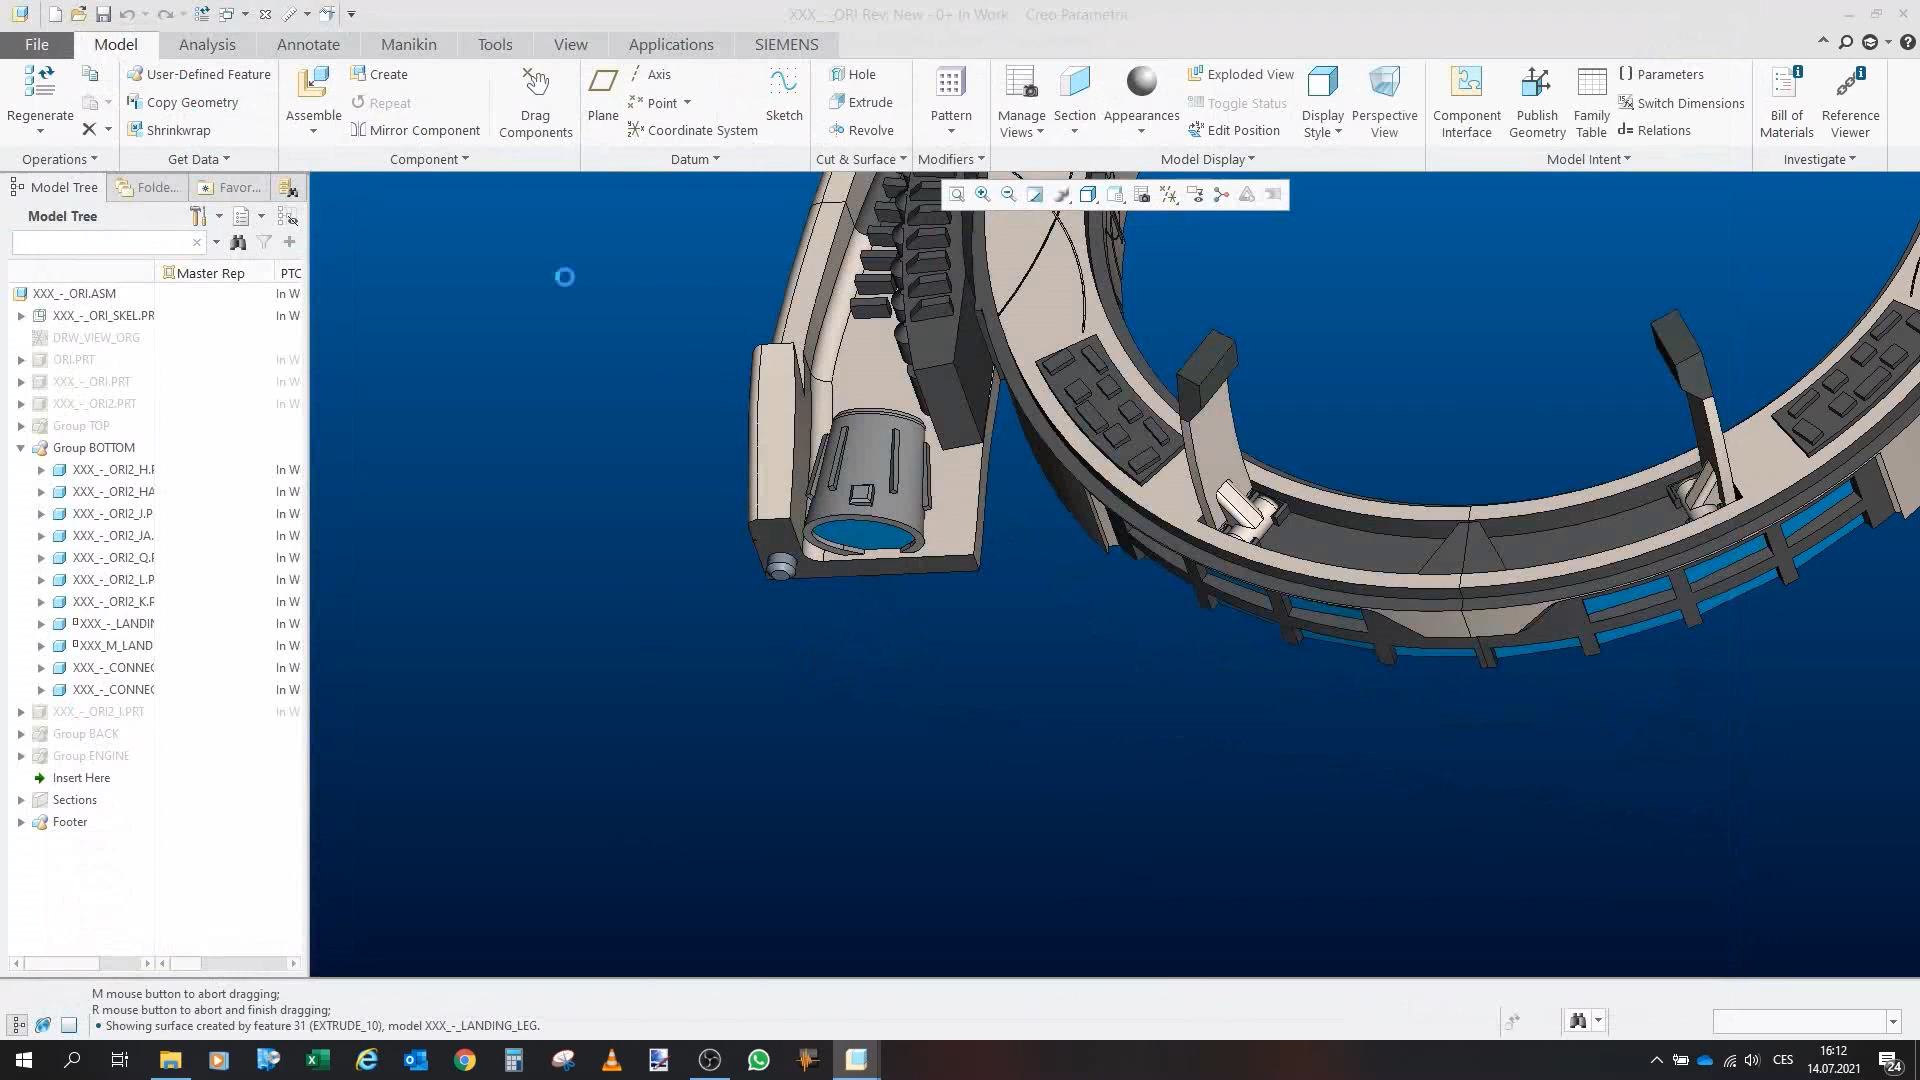 XXX_-_ORI Rev: New - 0+ In Work    Creo Parametric
File Model Analysis Annotate Manikin Tools View Applications SIEMENS
Regenerate
User-Defined Feature
Copy Geometry
Shrinkwrap
Assemble
Create
Repeat
Mirror Component
Drag
Components
Plane
Axis
Point
Coordinate System
Sketch
Hole
Extrude
Revolve
Pattern
Manage
Views
Section
Appearances
Exploded View
Toggle Status
Edit Position
Display
Style
Perspective
View
Component
Interface
Publish
Geometry
Family
Table
Parameters
Switch Dimensions
d= Relations
Bill of
Materials
Reference
Viewer
Operations Get Data Component Datum Cut & Surface Modifiers Model Display Model Intent Investigate
Model Tree Folde... Favor...
Model Tree
Master Rep PTC
XXX_-_ORI.ASM In W
XXX_-_ORI_SKEL.PR In W
DRW_VIEW_ORG
ORI.PRT In W
XXX_-_ORI.PRT In W
XXX_-_ORI2.PRT In W
Group TOP
Group BOTTOM
XXX_-_ORI2_H.F In W
XXX_-_ORI2_HA In W
XXX_-_ORI2_J.P In W
XXX_-_ORI2_JA. In W
XXX_-_ORI2_Q.F In W
XXX_-_ORI2_L.P In W
XXX_-_ORI2_K.F In W
XXX_-_LANDIN In W
XXX_M_LAND In W
XXX_-_CONNEC In W
XXX_-_CONNEC In W
XXX_-_ORI2_I.PRT In W
Group BACK
Group ENGINE
Insert Here
Sections
Footer
M mouse button to abort dragging;
R mouse button to abort and finish dragging;
• Showing surface created by feature 31 (EXTRUDE_10), model XXX_-_LANDING_LEG.
CES
16:12
14.07.2021
24